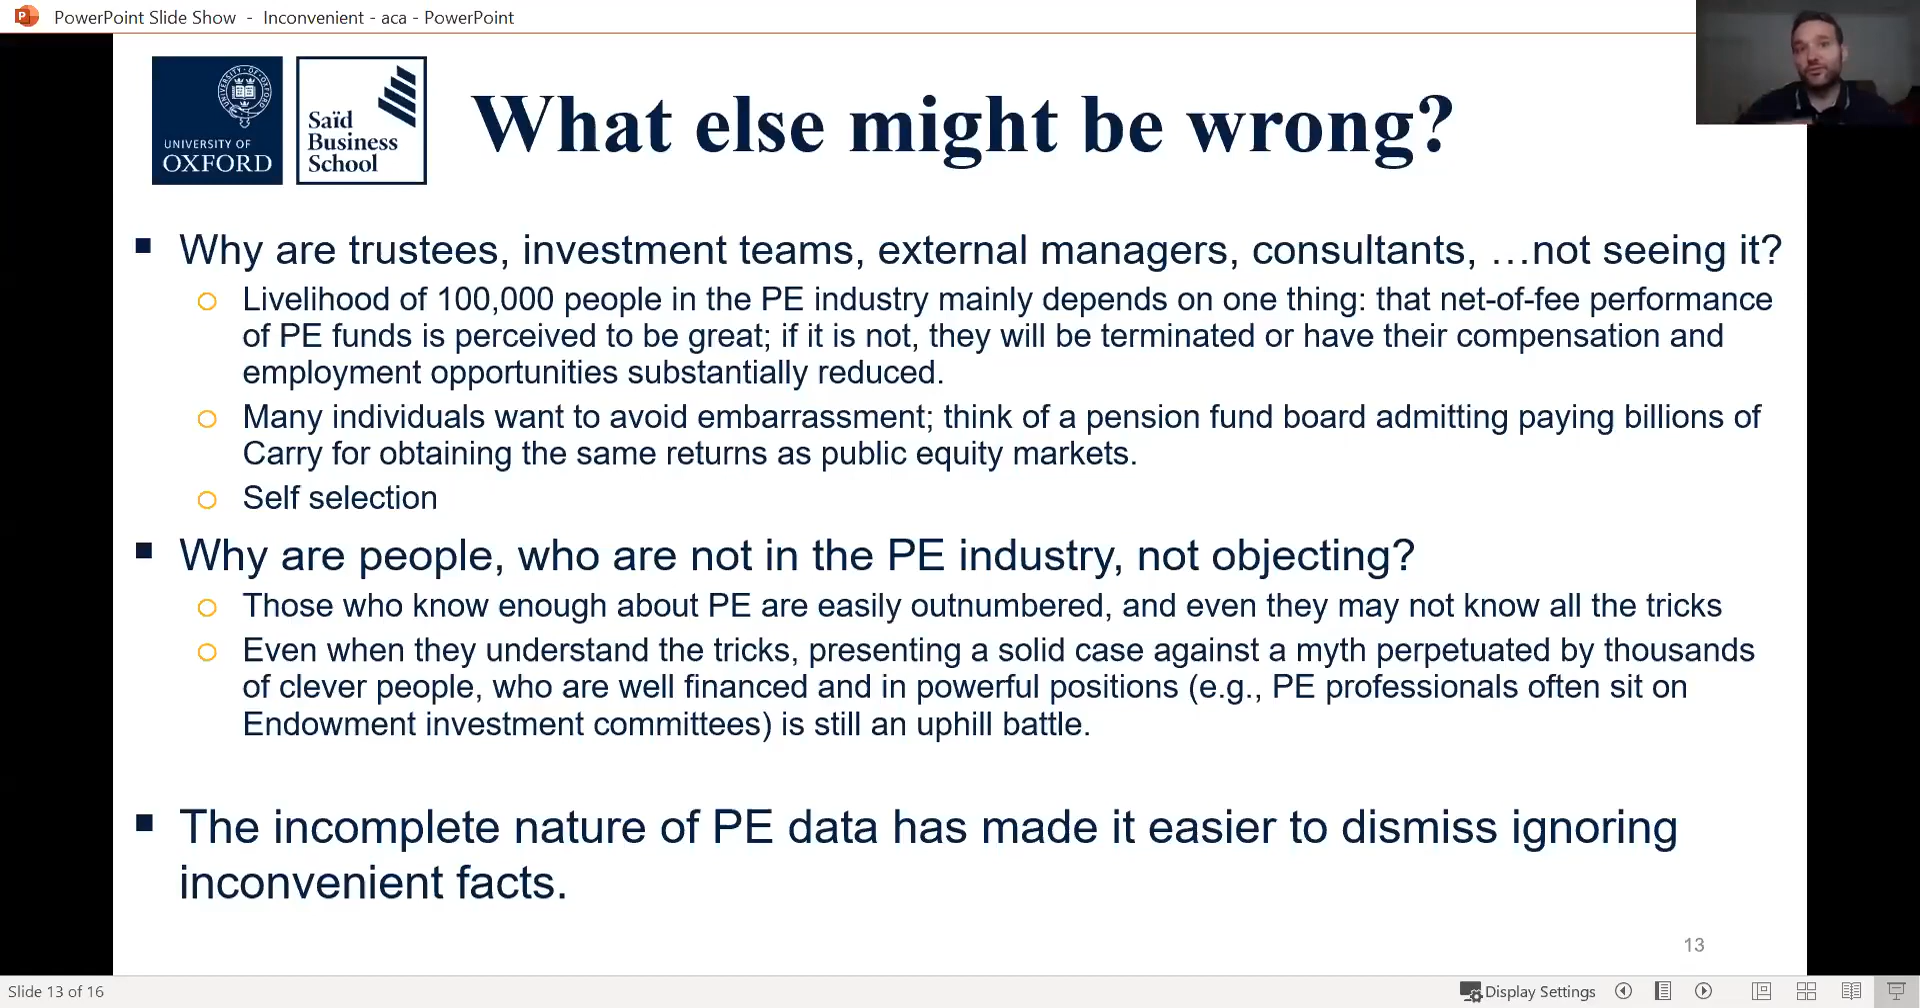 PowerPoint Slide Show - Inconvenient - aca - PowerPoint
UNIVERSITY OF
OXFORD
Saïd
Business
School
What else might be wrong?
Why are trustees, investment teams, external managers, consultants, …not seeing it?
Livelihood of 100,000 people in the PE industry mainly depends on one thing: that net-of-fee performance
of PE funds is perceived to be great; if it is not, they will be terminated or have their compensation and
employment opportunities substantially reduced.
Many individuals want to avoid embarrassment; think of a pension fund board admitting paying billions of
Carry for obtaining the same returns as public equity markets.
Self selection
Why are people, who are not in the PE industry, not objecting?
Those who know enough about PE are easily outnumbered, and even they may not know all the tricks
Even when they understand the tricks, presenting a solid case against a myth perpetuated by thousands
of clever people, who are well financed and in powerful positions (e.g., PE professionals often sit on
Endowment investment committees) is still an uphill battle.
The incomplete nature of PE data has made it easier to dismiss ignoring
inconvenient facts.
13
Slide 13 of 16
Display Settings